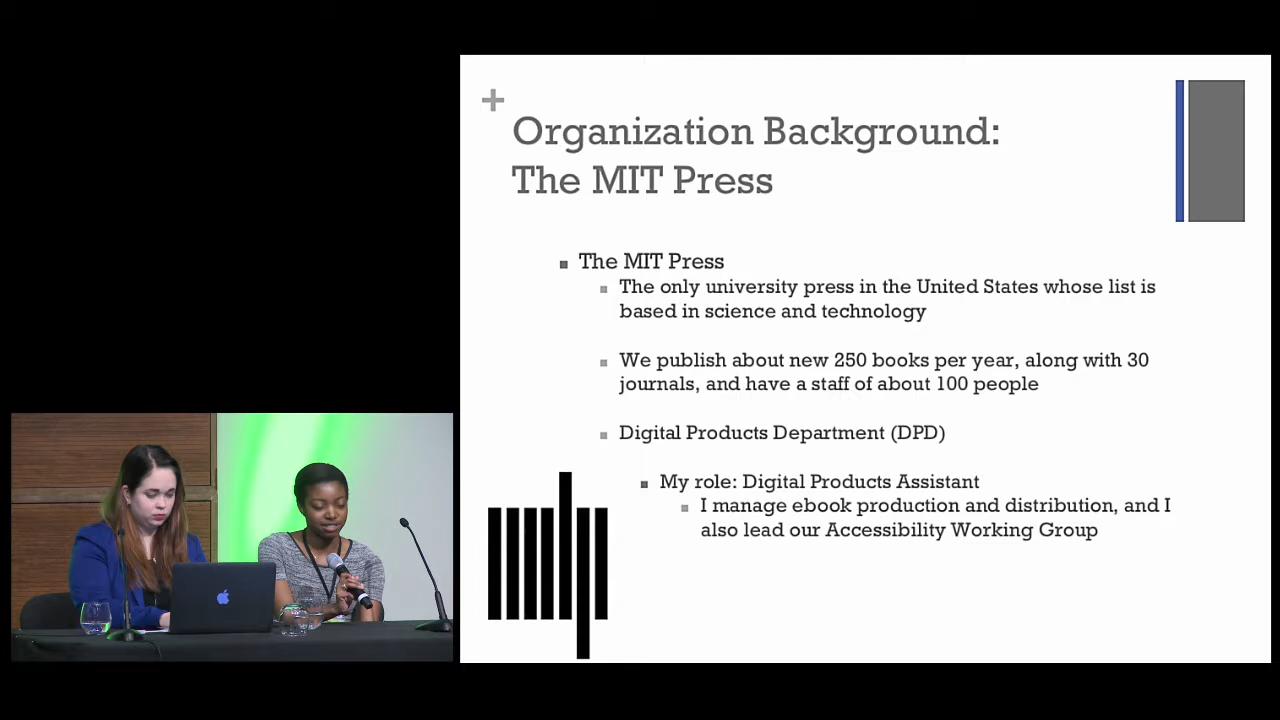 Organization Background:
The MIT Press
The MIT Press
The only university press in the United States whose list is
based in science and technology
We publish about new 250 books per year, along with 30
journals, and have a staff of about 100 people
Digital Products Department (DPD)
My role: Digital Products Assistant
I manage ebook production and distribution, and I
also lead our Accessibility Working Group